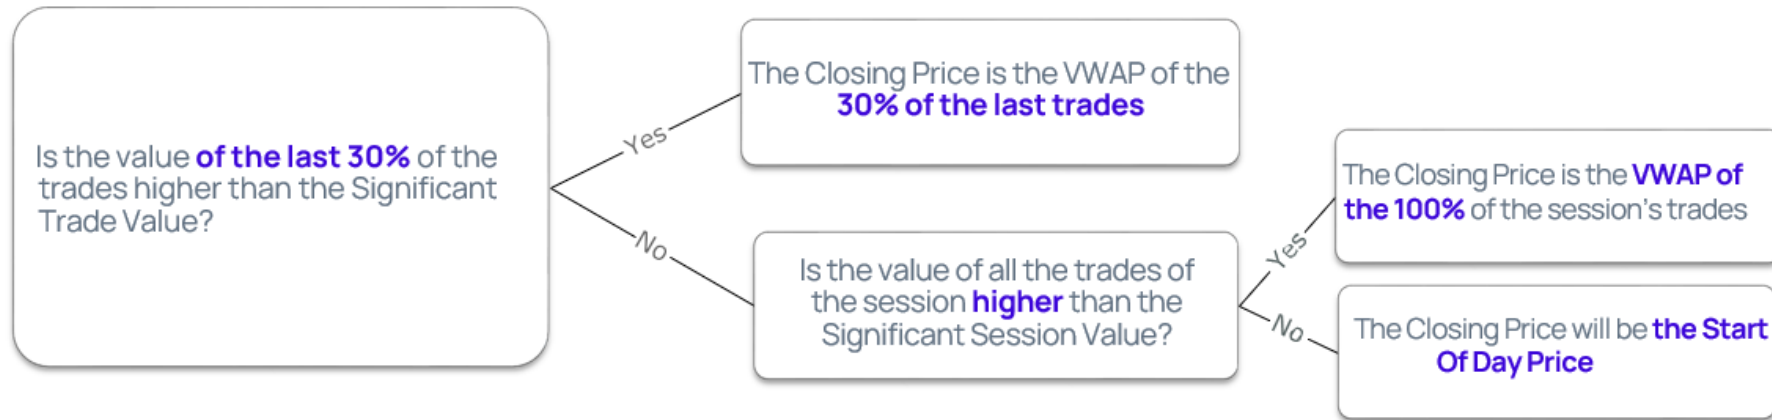 Is the value of the last 30% of the
trades higher than the Significant
Trade Value?
Yes
No
The Closing Price is the VWAP of the
30% of the last trades
Is the value of all the trades of
the session higher than the
Significant Session Value?
Yes
No
The Closing Price is the VWAP of
the 100% of the session's trades
The Closing Price will be the Start
Of Day Price